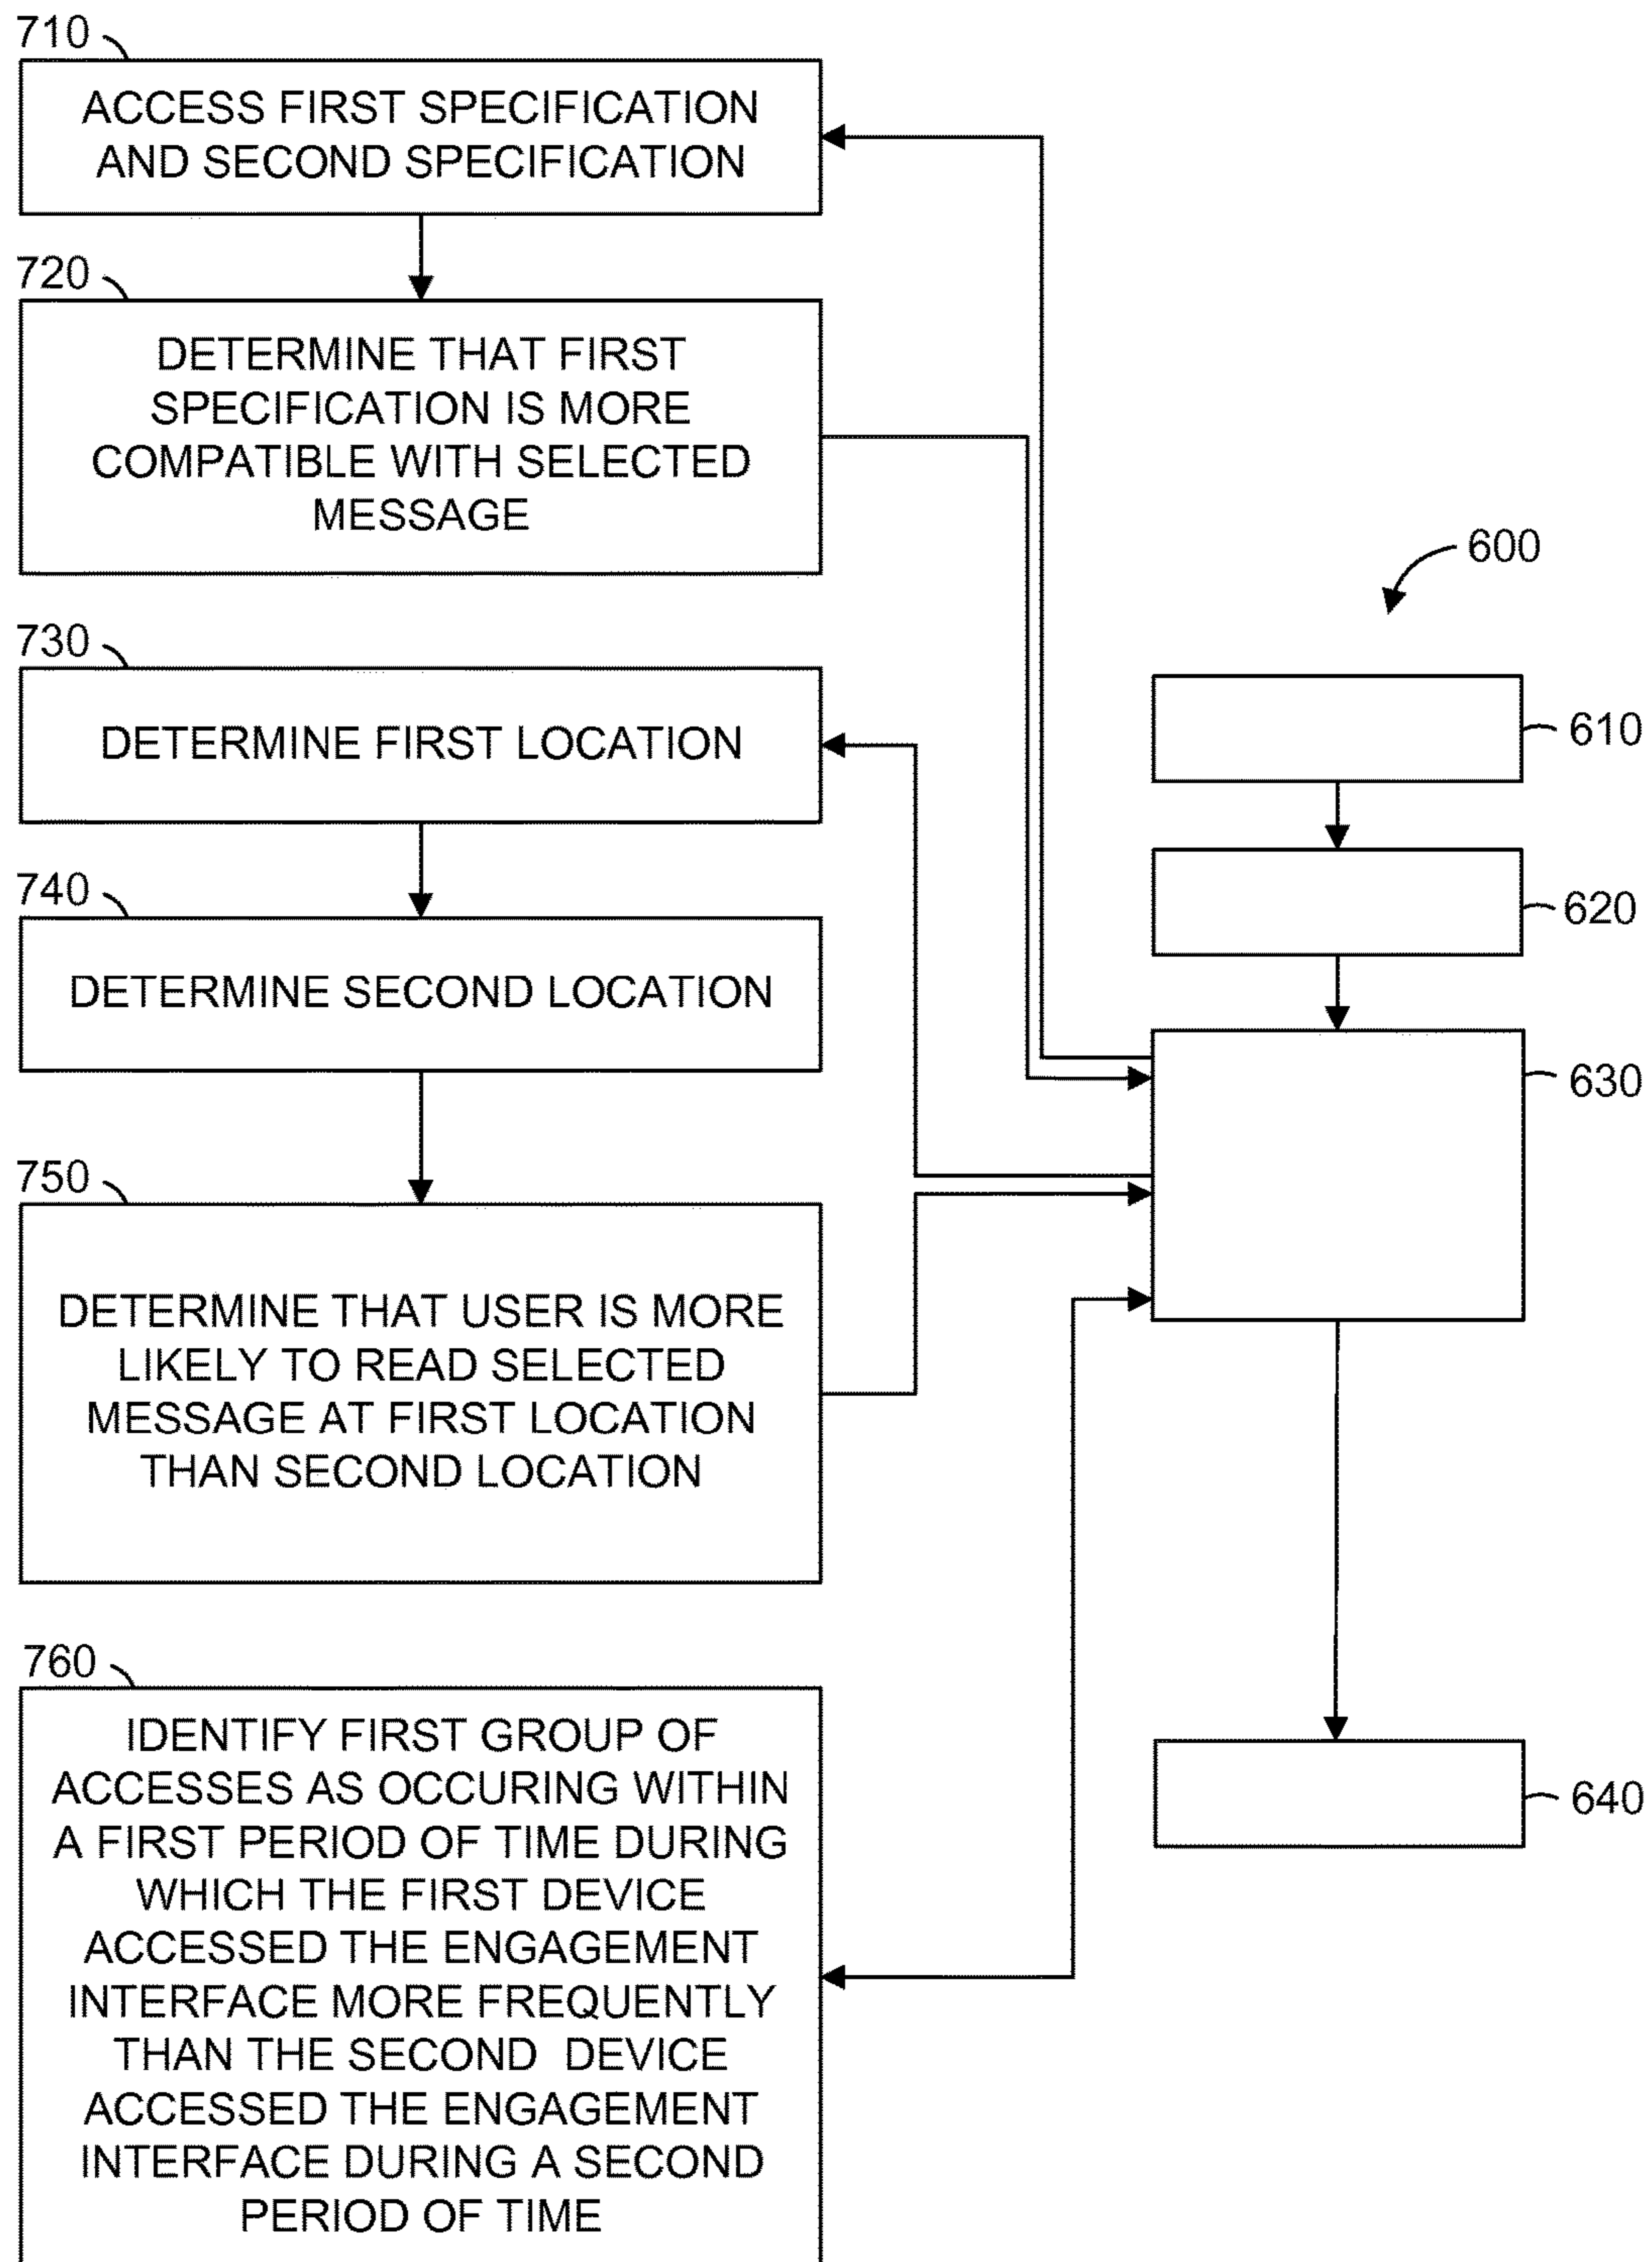 710
ACCESS FIRST SPECIFICATION
AND SECOND SPECIFICATION
720
DETERMINE THAT FIRST
SPECIFICATION IS MORE
COMPATIBLE WITH SELECTED
MESSAGE
730
DETERMINE FIRST LOCATION
740
DETERMINE SECOND LOCATION
750
DETERMINE THAT USER IS MORE
LIKELY TO READ SELECTED
MESSAGE AT FIRST LOCATION
THAN SECOND LOCATION
760
IDENTIFY FIRST GROUP OF
ACCESSES AS OCCURING WITHIN
A FIRST PERIOD OF TIME DURING
WHICH THE FIRST DEVICE
ACCESSED THE ENGAGEMENT
INTERFACE MORE FREQUENTLY
THAN THE SECOND DEVICE
ACCESSED THE ENGAGEMENT
INTERFACE DURING A SECOND
PERIOD OF TIME
600
610
620
630
640